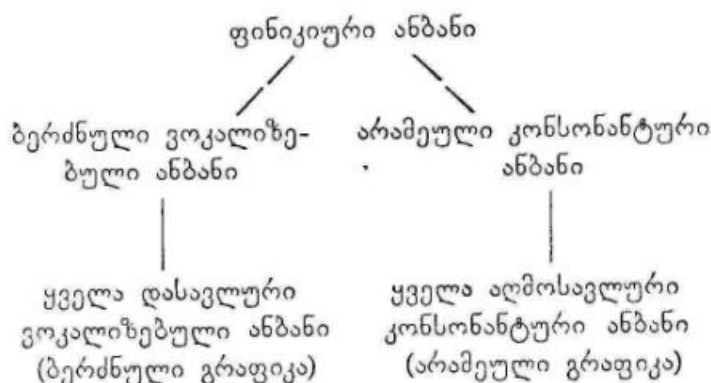 ფინიკიური ანბანი
ბერძნული ვოკალიზე-
ბული ანბანი
არამეული კონსონანტური
ანბანი
ყველა დასავლური
ვოკალიზებული ანბანი
(ბერძნული გრაფიკა)
ყველა აღმოსავლური
კონსონანტური ანბანი
(არამეული გრაფიკა)